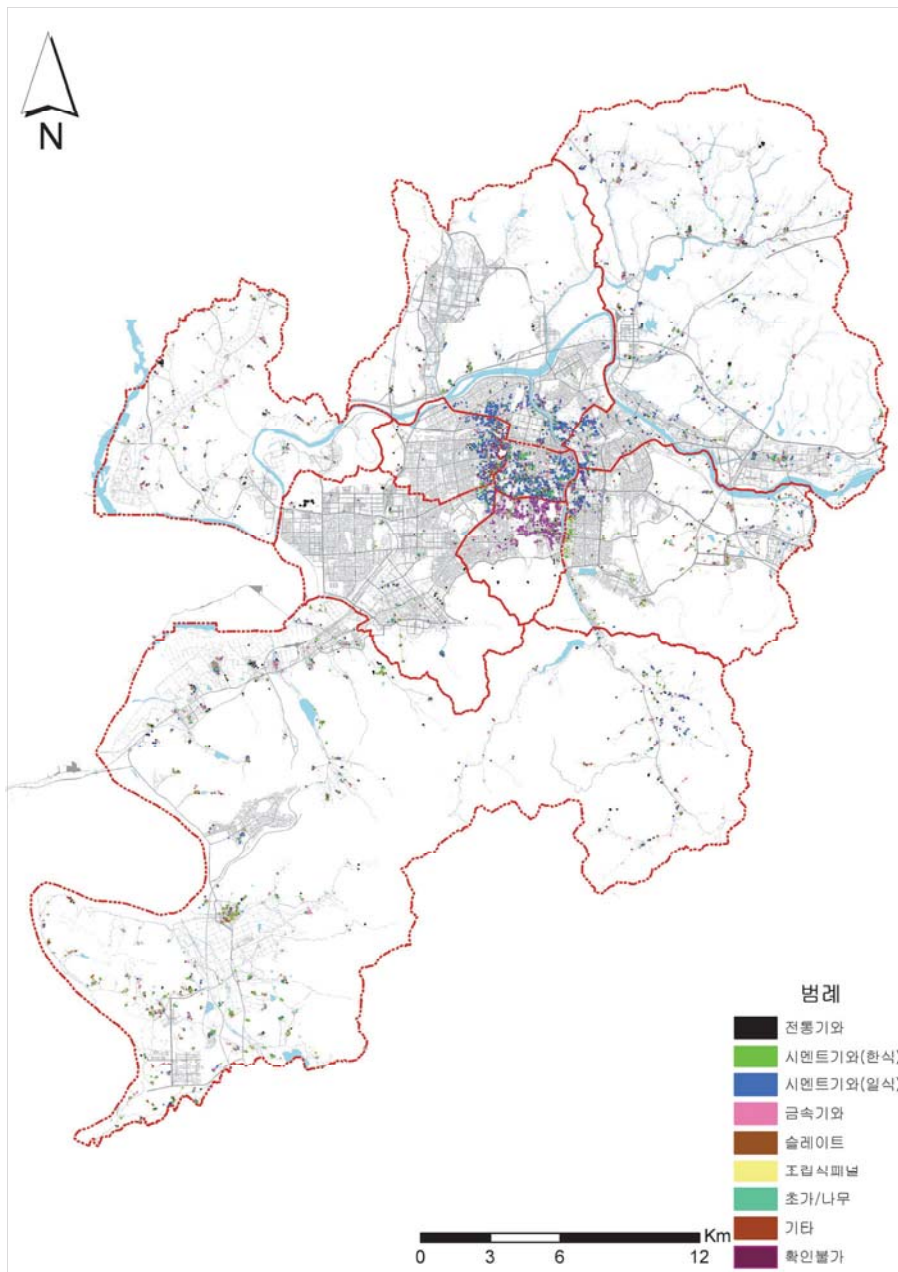 N
범례
전통기와
시멘트기와(한식)
시멘트기와(일식)
금속기와
슬레이트
조립식패널
초가/나무
기타
확인불가
Km
0 3 6 12